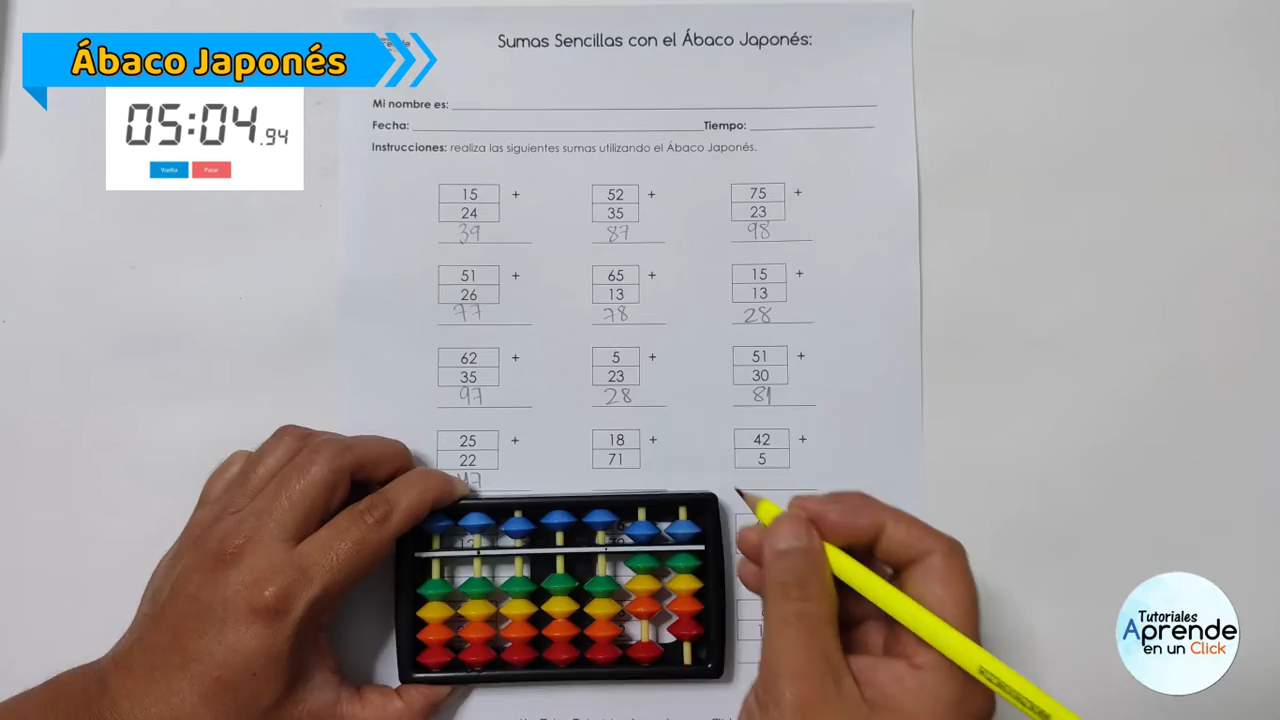 Ábaco Japonés
05:04.94
Vuelta Parar
Sumas Sencillas con el Ábaco Japonés:
Mi nombre es:
Fecha: Tiempo:
Instrucciones: realiza las siguientes sumas utilizando el Ábaco Japonés.
15 + 52 + 75 +
24 35 23
39 87 98
51 + 65 + 15 +
26 13 13
77 78 28
62 + 5 + 51 +
35 23 30
97 28 81
25 + 18 + 42 +
22 71 5
47
Tutoriales
Aprende
en un Click